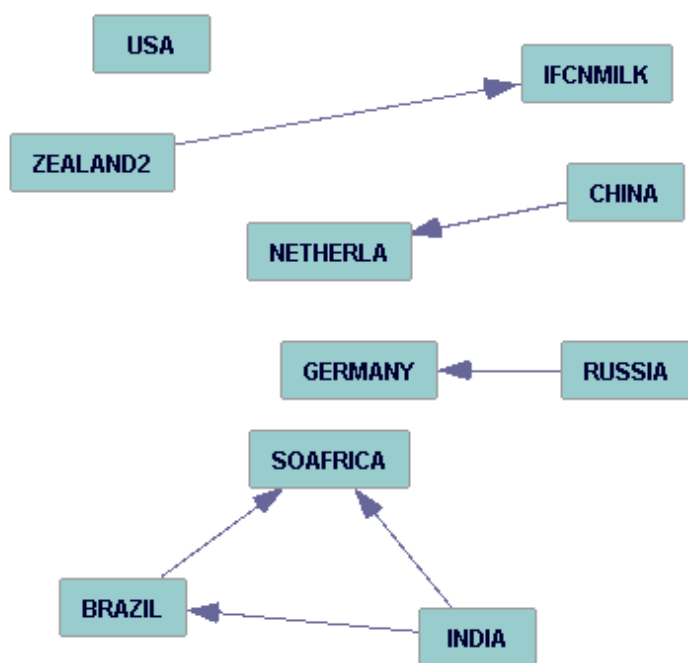 USA
IFCNMILK
ZEALAND2
CHINA
NETHERLA
GERMANY
RUSSIA
SOAFRICA
BRAZIL
INDIA